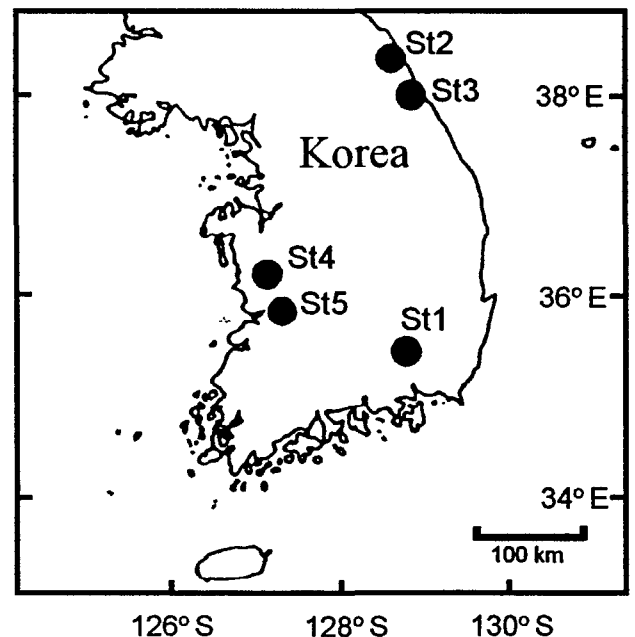 St2
St3
38° E
Korea
St4
St5
36° E
St1
34° E
100 km
126° S
128° S
130° S